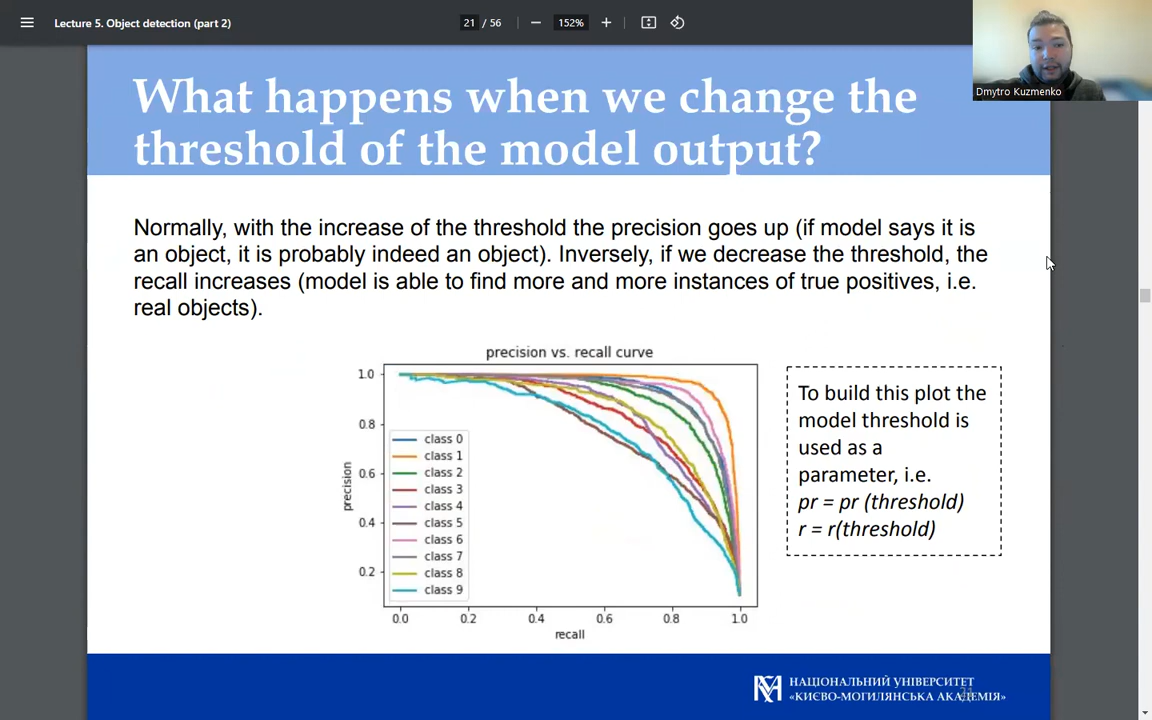 Lecture 5. Object detection (part 2)
21 / 56
152%
Dmytro Kuzmenko
What happens when we change the
threshold of the model output?
Normally, with the increase of the threshold the precision goes up (if model says it is
an object, it is probably indeed an object). Inversely, if we decrease the threshold, the
recall increases (model is able to find more and more instances of true positives, i.e.
real objects).
precision vs. recall curve
1.0
0.8
0.6
0.4
0.2
precision
class 0
class 1
class 2
class 3
class 4
class 5
class 6
class 7
class 8
class 9
0.0 0.2 0.4 0.6 0.8 1.0
recall
To build this plot the
model threshold is
used as a
parameter, i.e.
pr = pr (threshold)
r = r(threshold)
НАЦІОНАЛЬНИЙ УНІВЕРСИТЕТ
«КИЄВО-МОГИЛЯНСЬКА АКАДЕМІЯ»
21